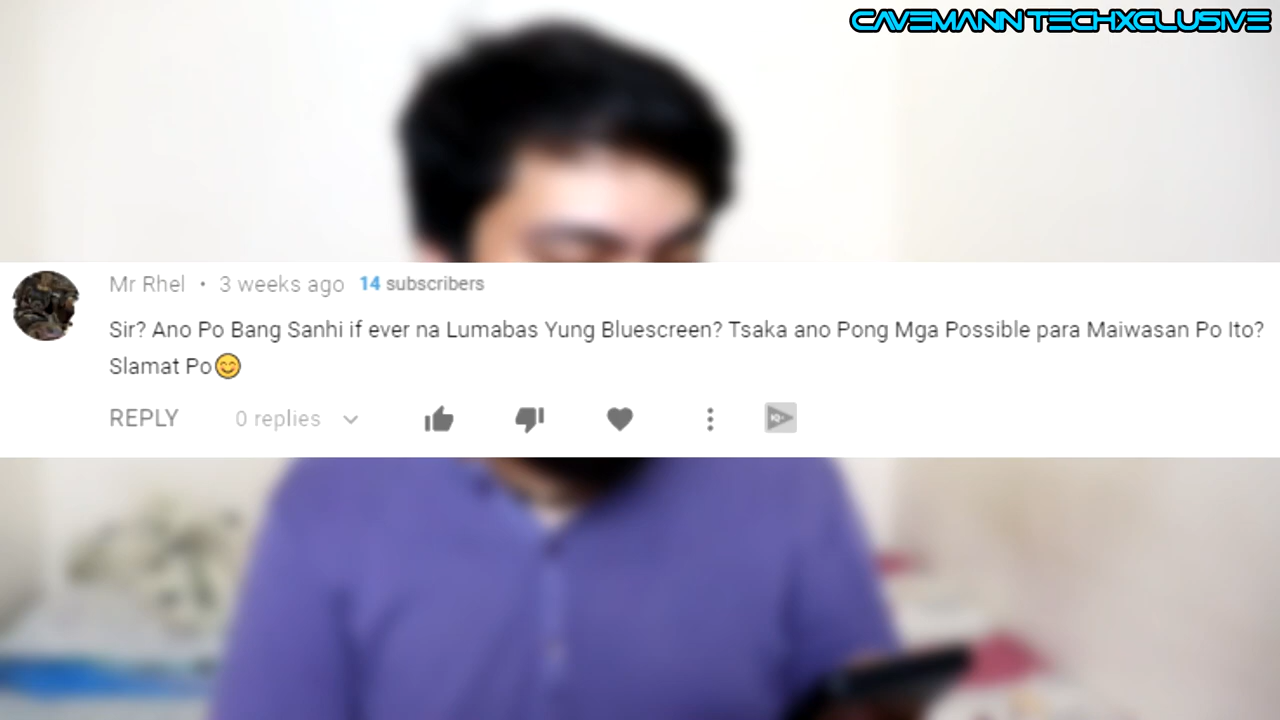 CAVEMANN TECHXCLUSIVE
Mr Rhel • 3 weeks ago 14 subscribers
Sir? Ano Po Bang Sanhi if ever na Lumabas Yung Bluescreen? Tsaka ano Pong Mga Possible para Maiwasan Po Ito?
Slamat Po😊
REPLY 0 replies